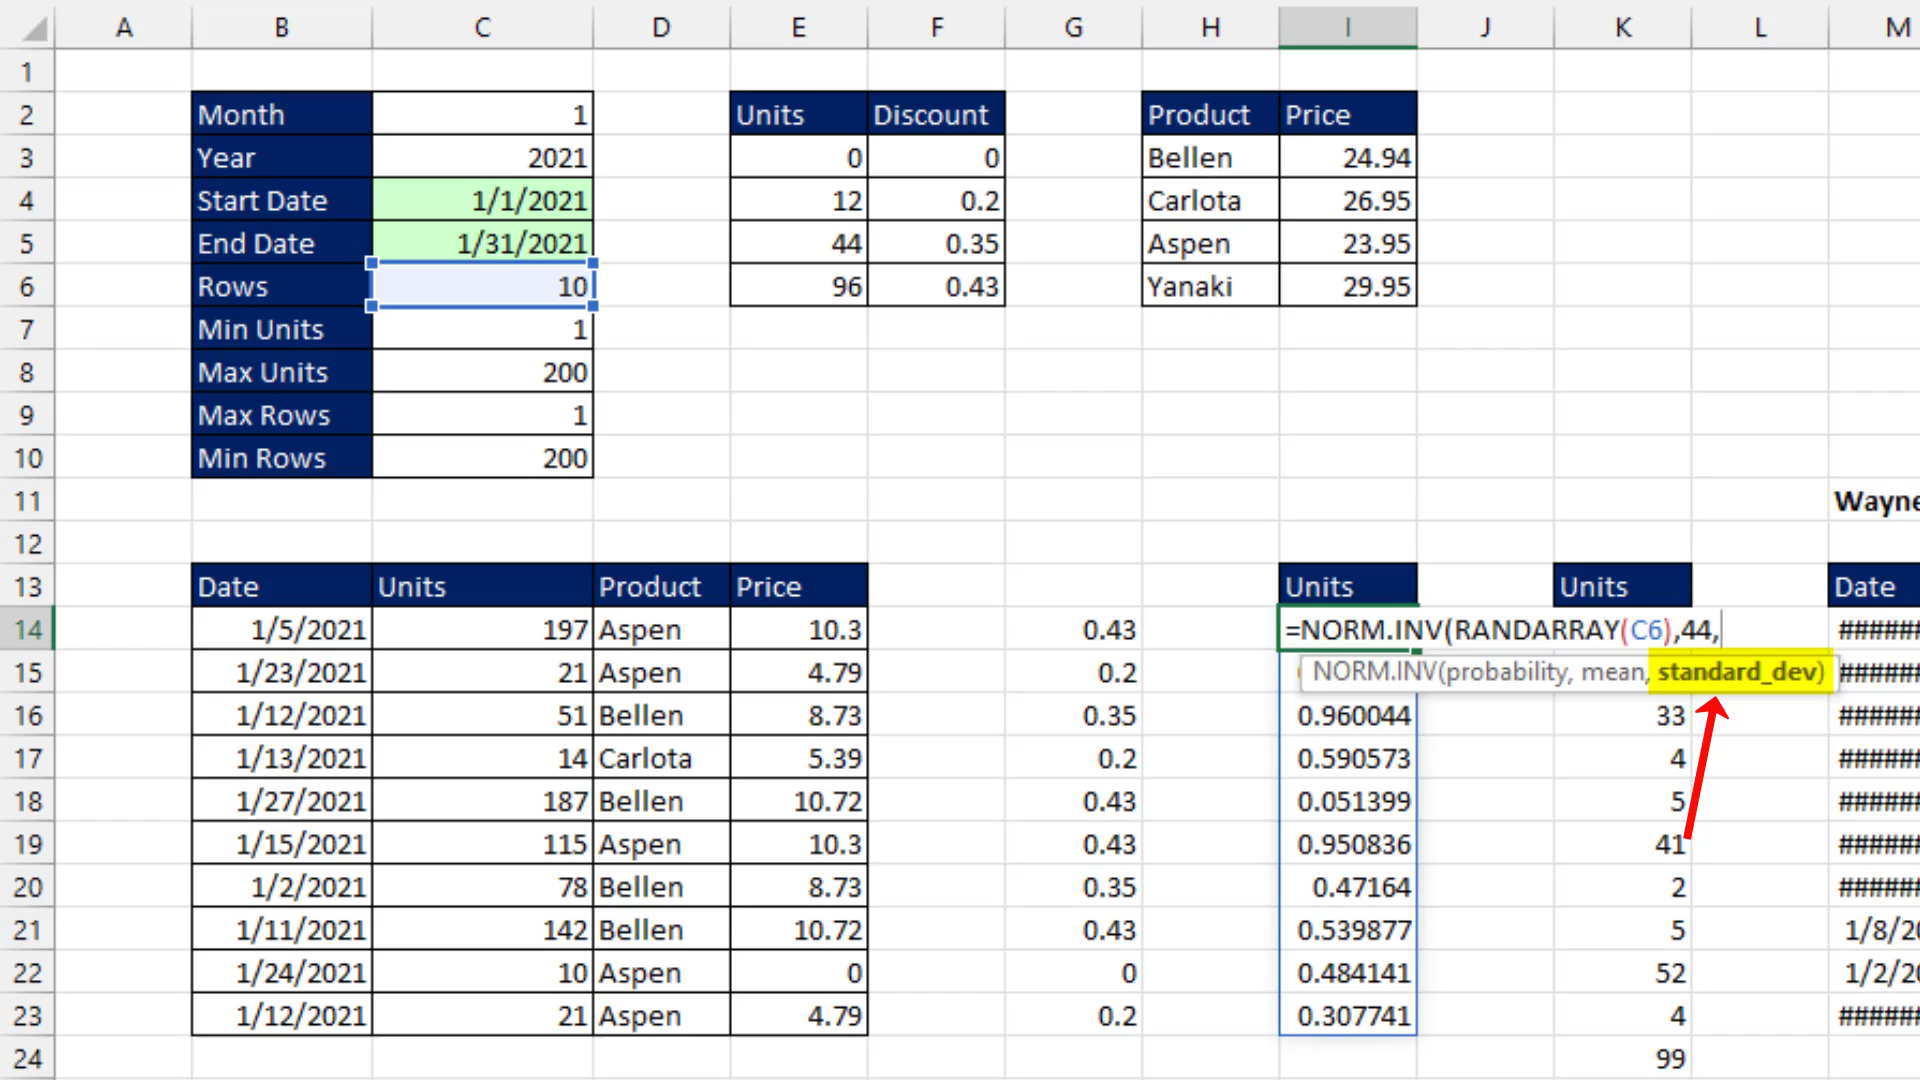 A B C D E F G H I J K L M
1
2 Month 1 Units Discount Product Price
3 Year 2021 0 0 Bellen 24.94
4 Start Date 1/1/2021 12 0.2 Carlota 26.95
5 End Date 1/31/2021 44 0.35 Aspen 23.95
6 Rows 10 96 0.43 Yanaki 29.95
7 Min Units 1
8 Max Units 200
9 Max Rows 1
10 Min Rows 200
11 Wayne
12
13 Date Units Product Price Units Units Date
14 1/5/2021 197 Aspen 10.3 0.43 =NORM.INV(RANDARRAY(C6),44, #######
15 1/23/2021 21 Aspen 4.79 0.2 NORM.INV(probability, mean, standard_dev) #######
16 1/12/2021 51 Bellen 8.73 0.35 0.960044 33 #######
17 1/13/2021 14 Carlota 5.39 0.2 0.590573 4 #######
18 1/27/2021 187 Bellen 10.72 0.43 0.051399 5 #######
19 1/15/2021 115 Aspen 10.3 0.43 0.950836 41 #######
20 1/2/2021 78 Bellen 8.73 0.35 0.47164 2 #######
21 1/11/2021 142 Bellen 10.72 0.43 0.539877 5 1/8/20
22 1/24/2021 10 Aspen 0 0 0.484141 52 1/2/20
23 1/12/2021 21 Aspen 4.79 0.2 0.307741 4 #######
24 99